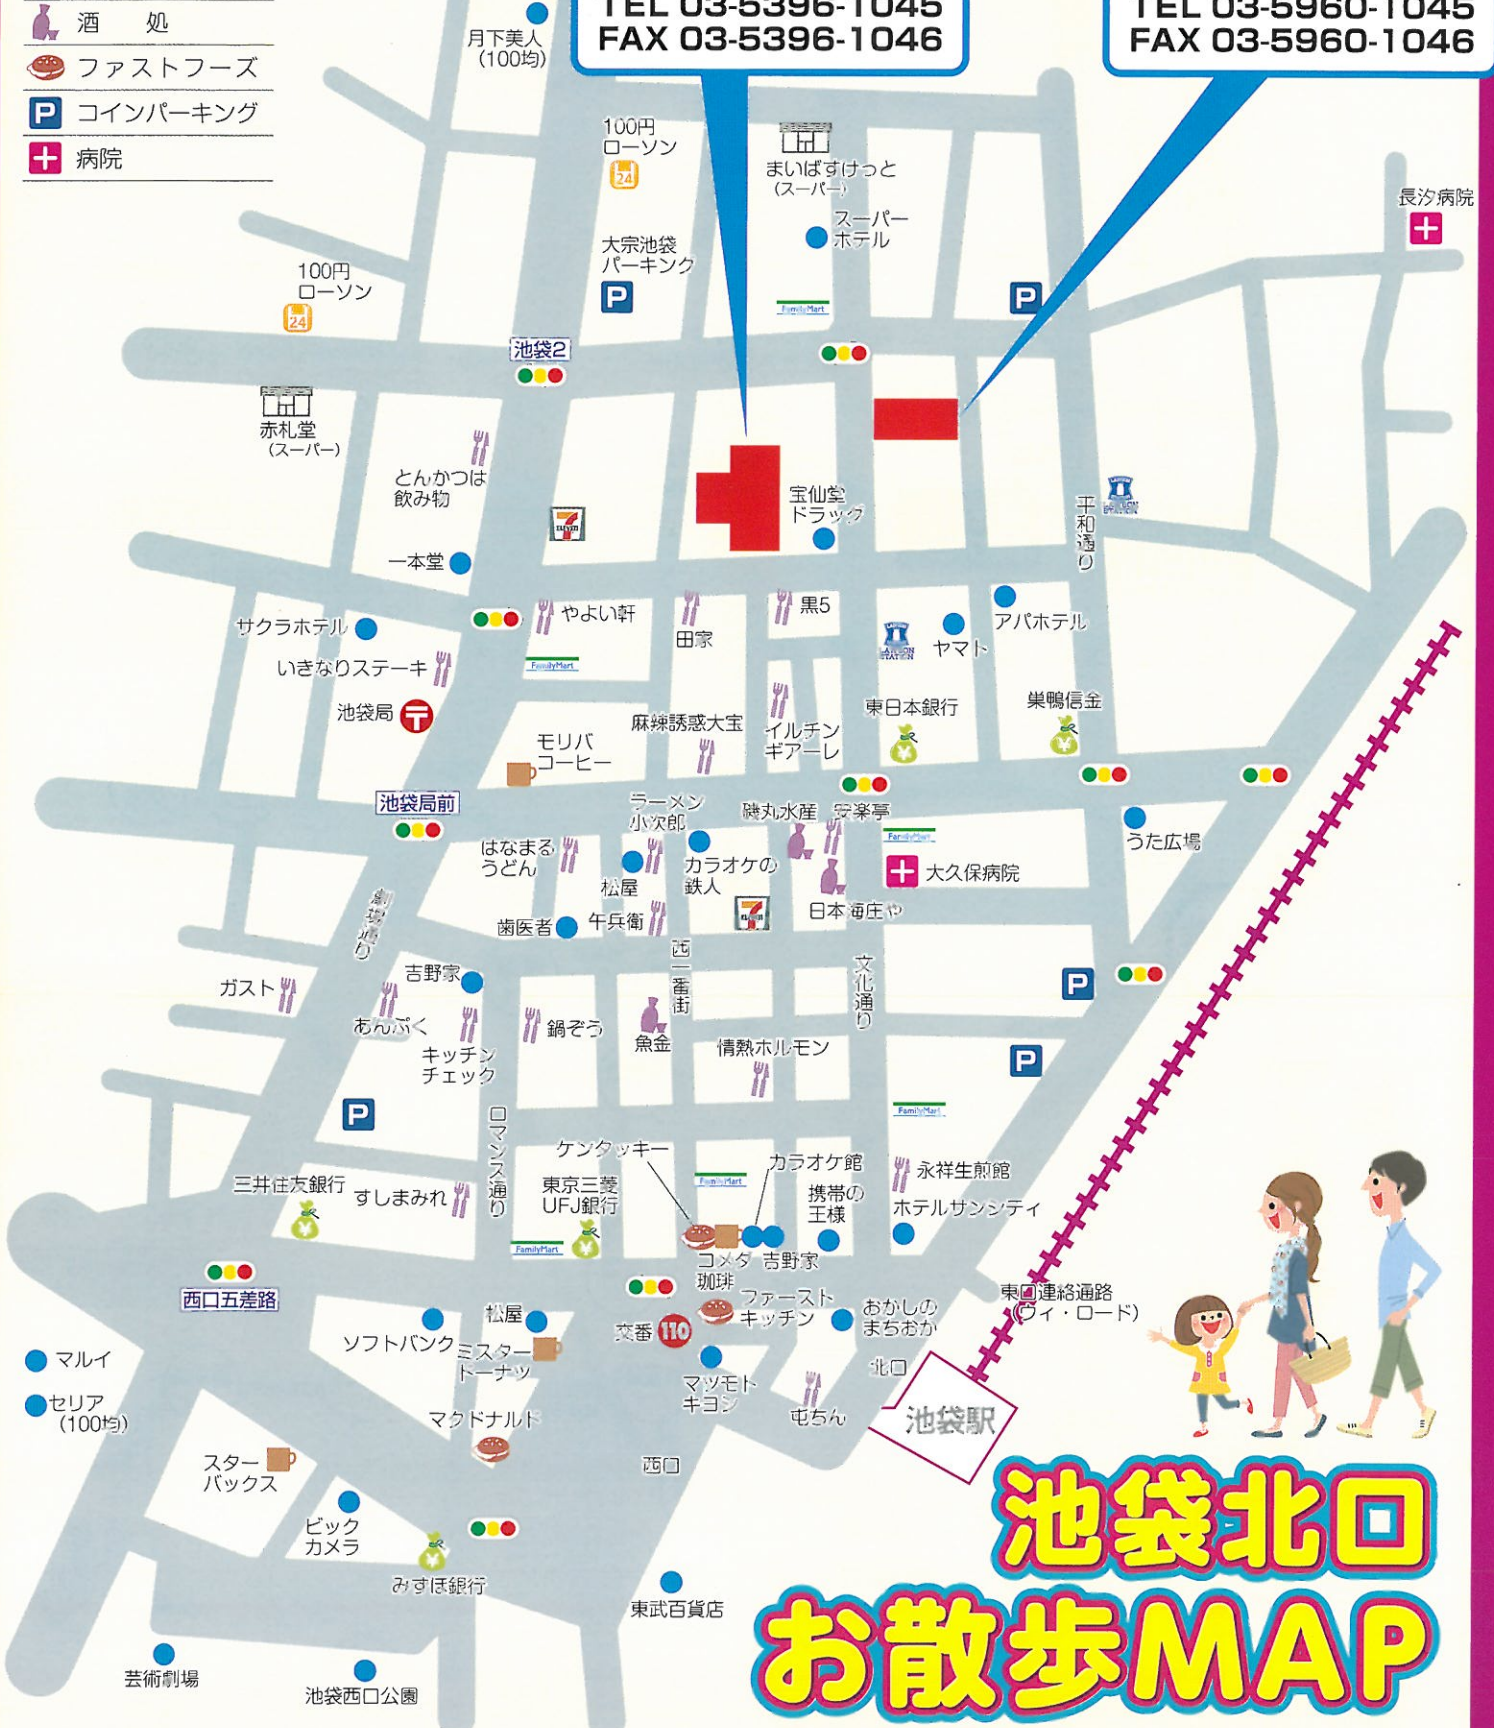 酒　処
ファストフーズ
コインパーキング
病院
TEL 03-5396-1045
FAX 03-5396-1046
TEL 03-5960-1045
FAX 03-5960-1046
月下美人
(100均)
100円
ローソン
24
まいばすけっと
(スーパー)
スーパー
ホテル
長汐病院
大宗池袋
パーキング
P
FamilyMart
P
100円
ローソン
24
池袋2
赤札堂
(スーパー)
とんかつは
飲み物
宝仙堂
ドラッグ
平和通り
一本堂
サクラホテル
やよい軒
田家
黒5
LAWSON
STATION
ヤマト
アパホテル
いきなりステーキ
FamilyMart
池袋局
麻辣誘惑大宝
イルチン
ギアーレ
東日本銀行
巣鴨信金
モリバ
コーヒー
池袋局前
ラーメン
小次郎
磯丸水産
安楽亭
FamilyMart
うた広場
はなまる
うどん
松屋
カラオケの
鉄人
大久保病院
日本海庄や
劇場通り
歯医者
午兵衛
西一番街
文化通り
ガスト
吉野家
あんぷく
キッチン
チェック
鍋ぞう
魚金
情熱ホルモン
P
P
P
FamilyMart
ロマンス通り
ケンタッキー
FamilyMart
カラオケ館
永祥生煎館
三井住友銀行
すしまみれ
東京三菱
UFJ銀行
携帯の
王様
ホテルサンシティ
FamilyMart
コメダ
珈琲
吉野家
西口五差路
東口連絡通路
(ウィ・ロード)
ソフトバンク
松屋
ミスター
ドーナツ
交番
110
ファースト
キッチン
おかしの
まちおか
マルイ
セリア
(100均)
マツモト
キヨシ
屯ちん
北口
池袋駅
マクドナルド
スター
バックス
西口
ビック
カメラ
みずほ銀行
東武百貨店
芸術劇場
池袋西口公園
池袋北口
お散歩MAP